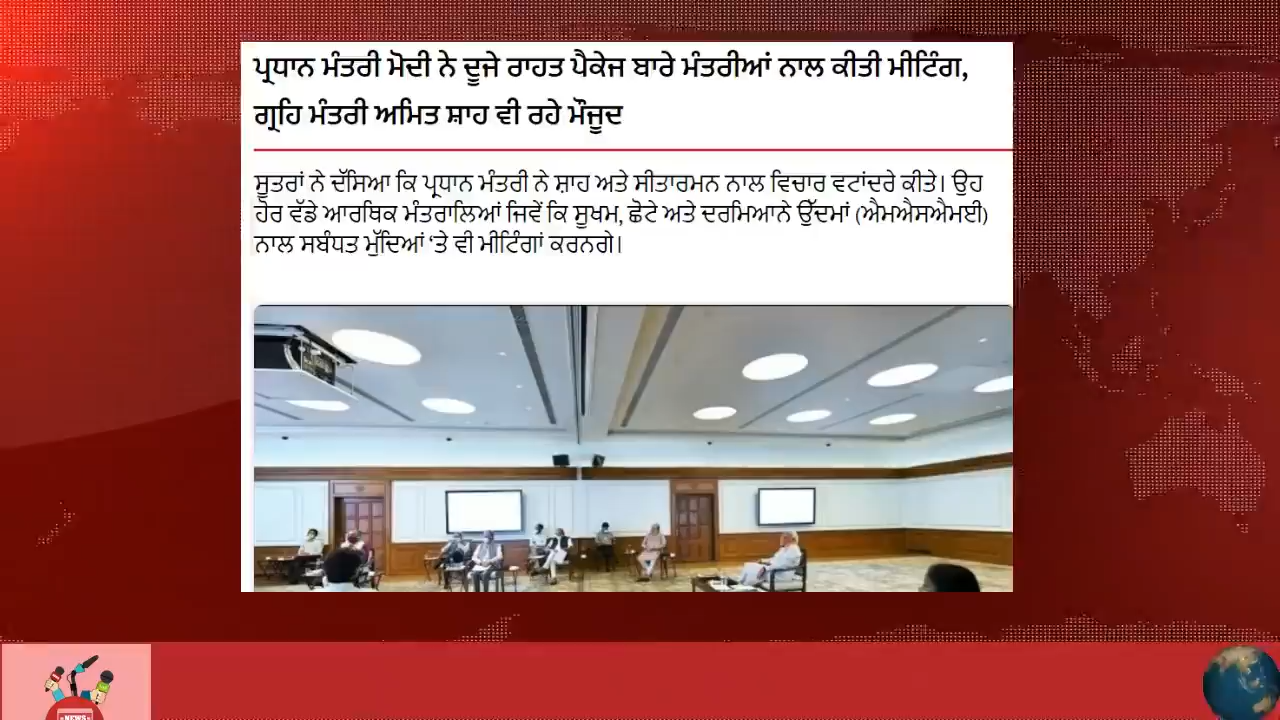 ਪ੍ਰਧਾਨ ਮੰਤਰੀ ਮੋਦੀ ਨੇ ਦੂਜੇ ਰਾਹਤ ਪੈਕੇਜ ਬਾਰੇ ਮੰਤਰੀਆਂ ਨਾਲ ਕੀਤੀ ਮੀਟਿੰਗ,
ਗ੍ਰਹਿ ਮੰਤਰੀ ਅਮਿਤ ਸ਼ਾਹ ਵੀ ਰਹੇ ਮੌਜੂਦ
ਸੂਤਰਾਂ ਨੇ ਦੱਸਿਆ ਕਿ ਪ੍ਰਧਾਨ ਮੰਤਰੀ ਨੇ ਸ਼ਾਹ ਅਤੇ ਸੀਤਾਰਮਨ ਨਾਲ ਵਿਚਾਰ ਵਟਾਂਦਰੇ ਕੀਤੇ। ਉਹ
ਹੋਰ ਵੱਡੇ ਆਰਥਿਕ ਮੰਤਰਾਲਿਆਂ ਜਿਵੇਂ ਕਿ ਸੂਖਮ, ਛੋਟੇ ਅਤੇ ਦਰਮਿਆਨੇ ਉੱਦਮਾਂ (ਐਮਐਸਐਮਈ)
ਨਾਲ ਸਬੰਧਤ ਮੁੱਦਿਆਂ ‘ਤੇ ਵੀ ਮੀਟਿੰਗਾਂ ਕਰਨਗੇ।
NEWS